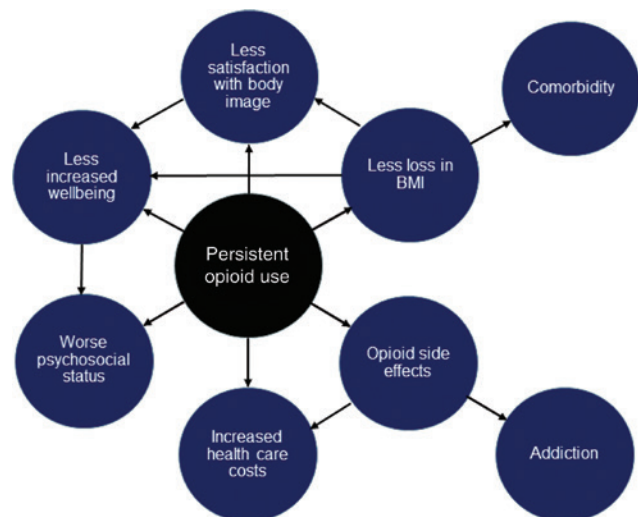 Less
satisfaction
with body
image
Comorbidity
Less
increased
wellbeing
Less loss in
BMI
Persistent
opioid use
Worse
psychosocial
status
Opioid side
effects
Increased
health care
costs
Addiction